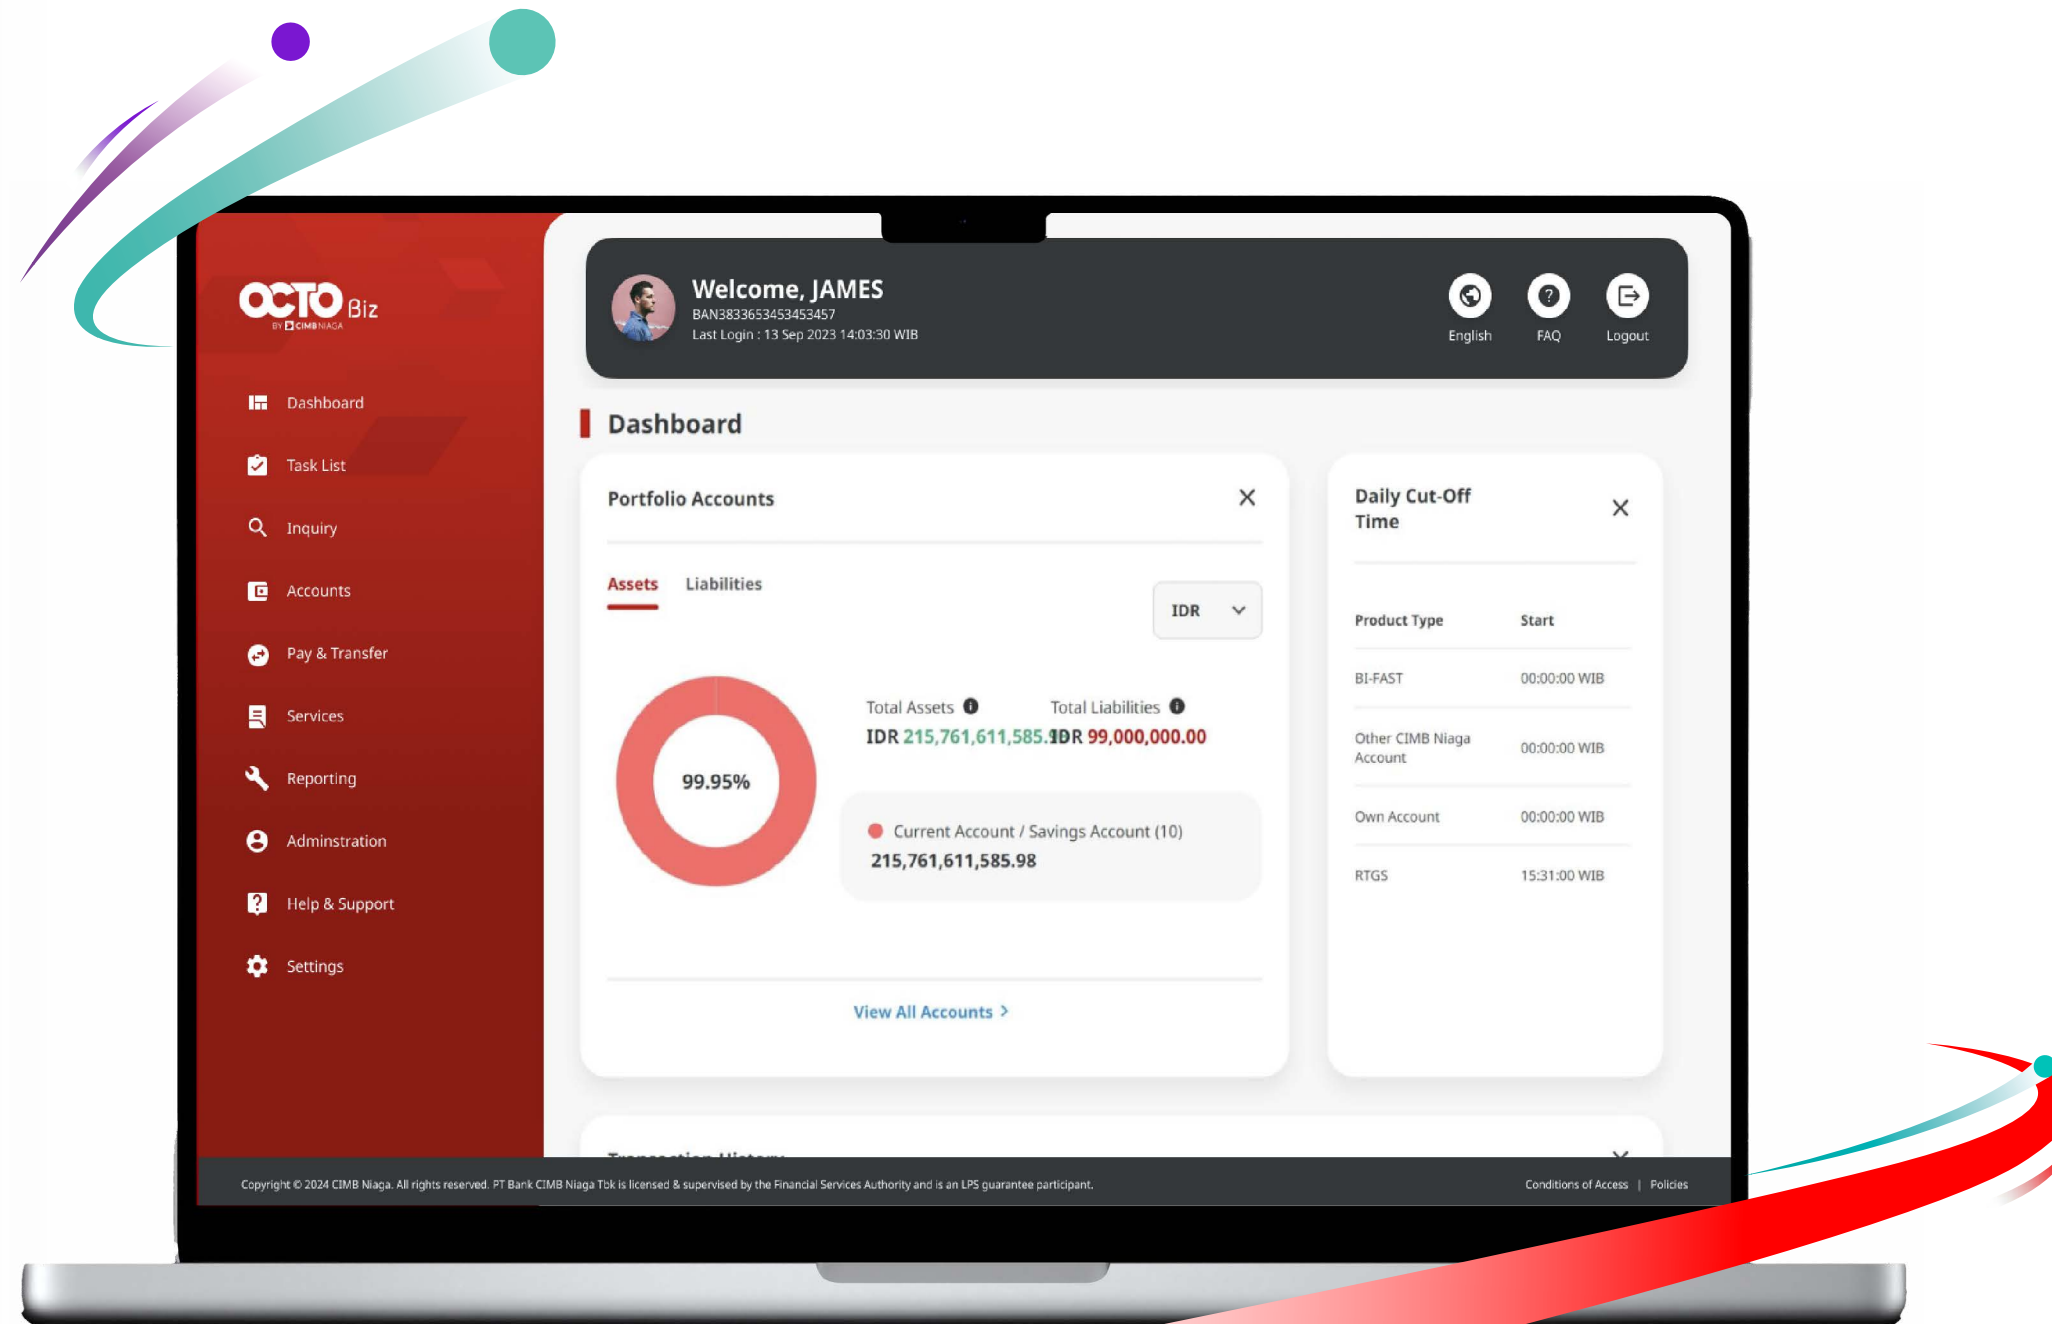 OCTO Biz
BY CIMB NIAGA
Dashboard
Task List
Inquiry
Accounts
Pay & Transfer
Services
Reporting
Adminstration
Help & Support
Settings
Welcome, JAMES
BAN3833653453453457
Last Login : 13 Sep 2023 14:03:30 WIB
English
FAQ
Logout
Dashboard
Portfolio Accounts
Assets Liabilities
IDR
99.95%
Total Assets Total Liabilities
IDR 215,761,611,585. IDR 99,000,000.00
Current Account / Savings Account (10)
215,761,611,585.98
View All Accounts >
Daily Cut-Off
Time
Product Type Start
BI-FAST 00:00:00 WIB
Other CIMB Niaga
Account 00:00:00 WIB
Own Account 00:00:00 WIB
RTGS 15:31:00 WIB
Transaction History
Copyright © 2024 CIMB Niaga. All rights reserved. PT Bank CIMB Niaga Tbk is licensed & supervised by the Financial Services Authority and is an LPS guarantee participant.
Conditions of Access | Policies